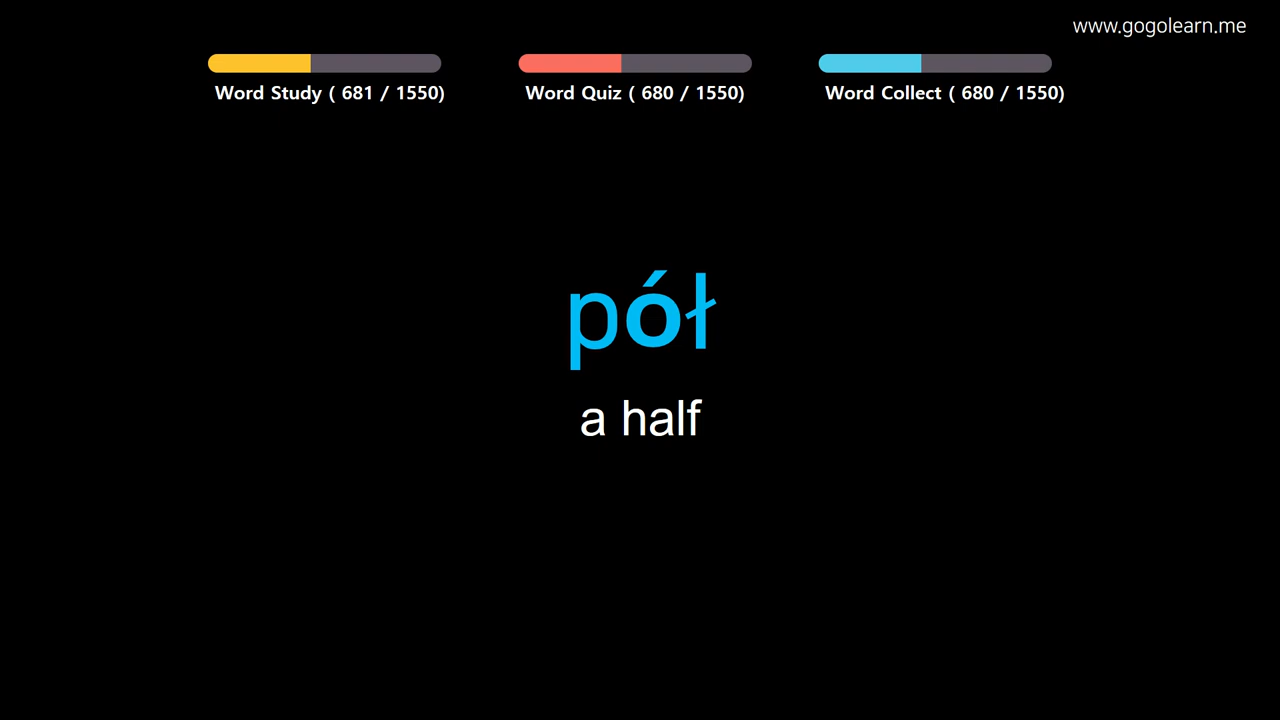 www.gogolearn.me
Word Study ( 681 / 1550)
Word Quiz ( 680 / 1550)
Word Collect ( 680 / 1550)
pół
a half